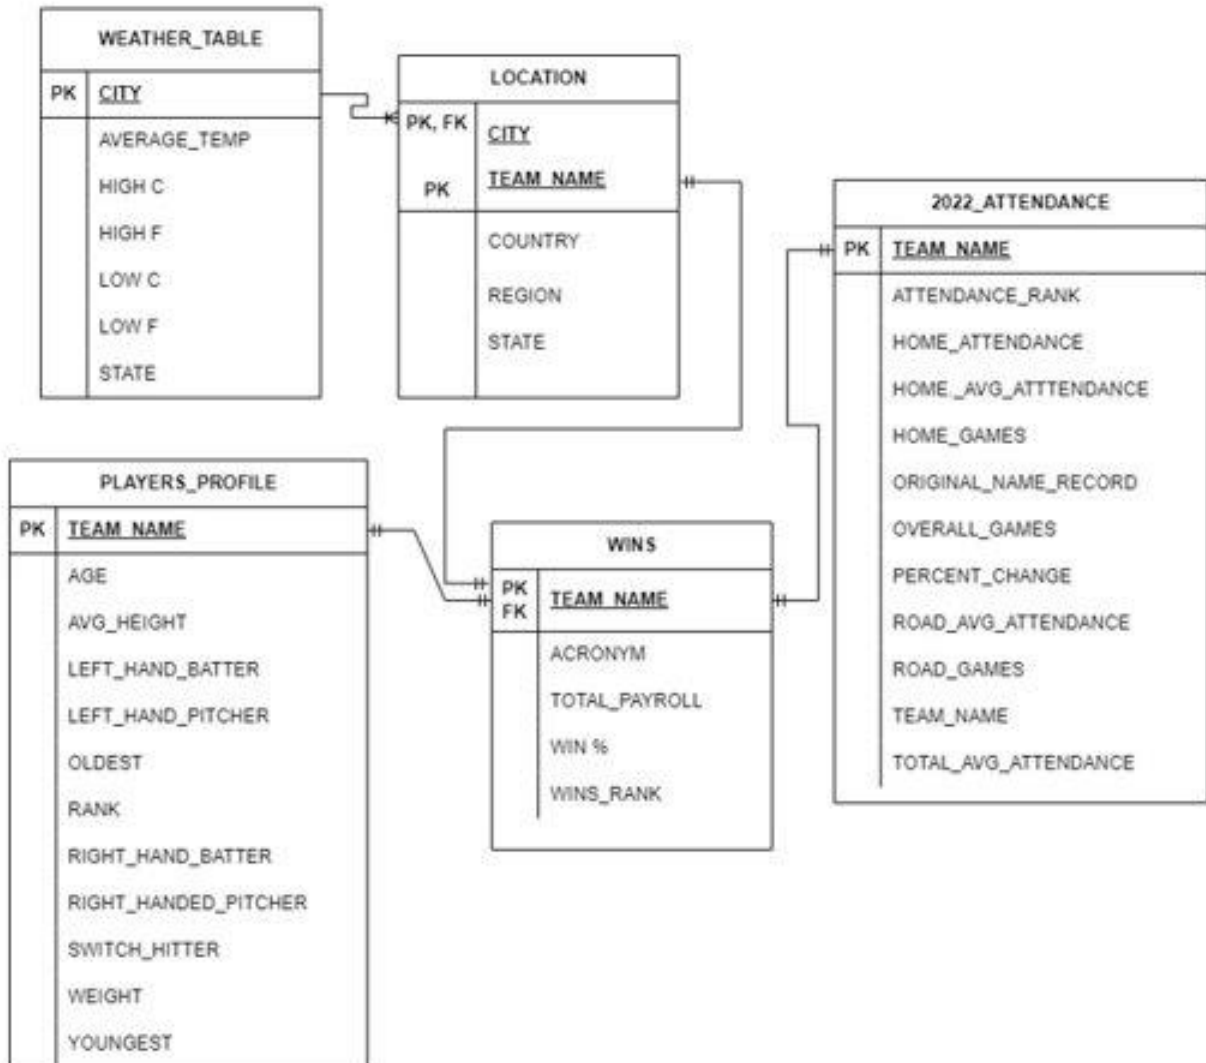 WEATHER_TABLE
PK CITY
AVERAGE_TEMP
HIGH C
HIGH F
LOW C
LOW F
STATE
LOCATION
PK, FK CITY
PK TEAM_NAME
COUNTRY
REGION
STATE
2022_ATTENDANCE
PK TEAM_NAME
ATTENDANCE_RANK
HOME_ATTENDANCE
HOME_AVG_ATTTENDANCE
HOME_GAMES
ORIGINAL_NAME_RECORD
OVERALL_GAMES
PERCENT_CHANGE
ROAD_AVG_ATTENDANCE
ROAD_GAMES
TEAM_NAME
TOTAL_AVG_ATTENDANCE
PLAYERS_PROFILE
PK TEAM_NAME
AGE
AVG_HEIGHT
LEFT_HAND_BATTER
LEFT_HAND_PITCHER
OLDEST
RANK
RIGHT_HAND_BATTER
RIGHT_HANDED_PITCHER
SWITCH_HITTER
WEIGHT
YOUNGEST
WINS
PK
FK TEAM_NAME
ACRONYM
TOTAL_PAYROLL
WIN %
WINS_RANK